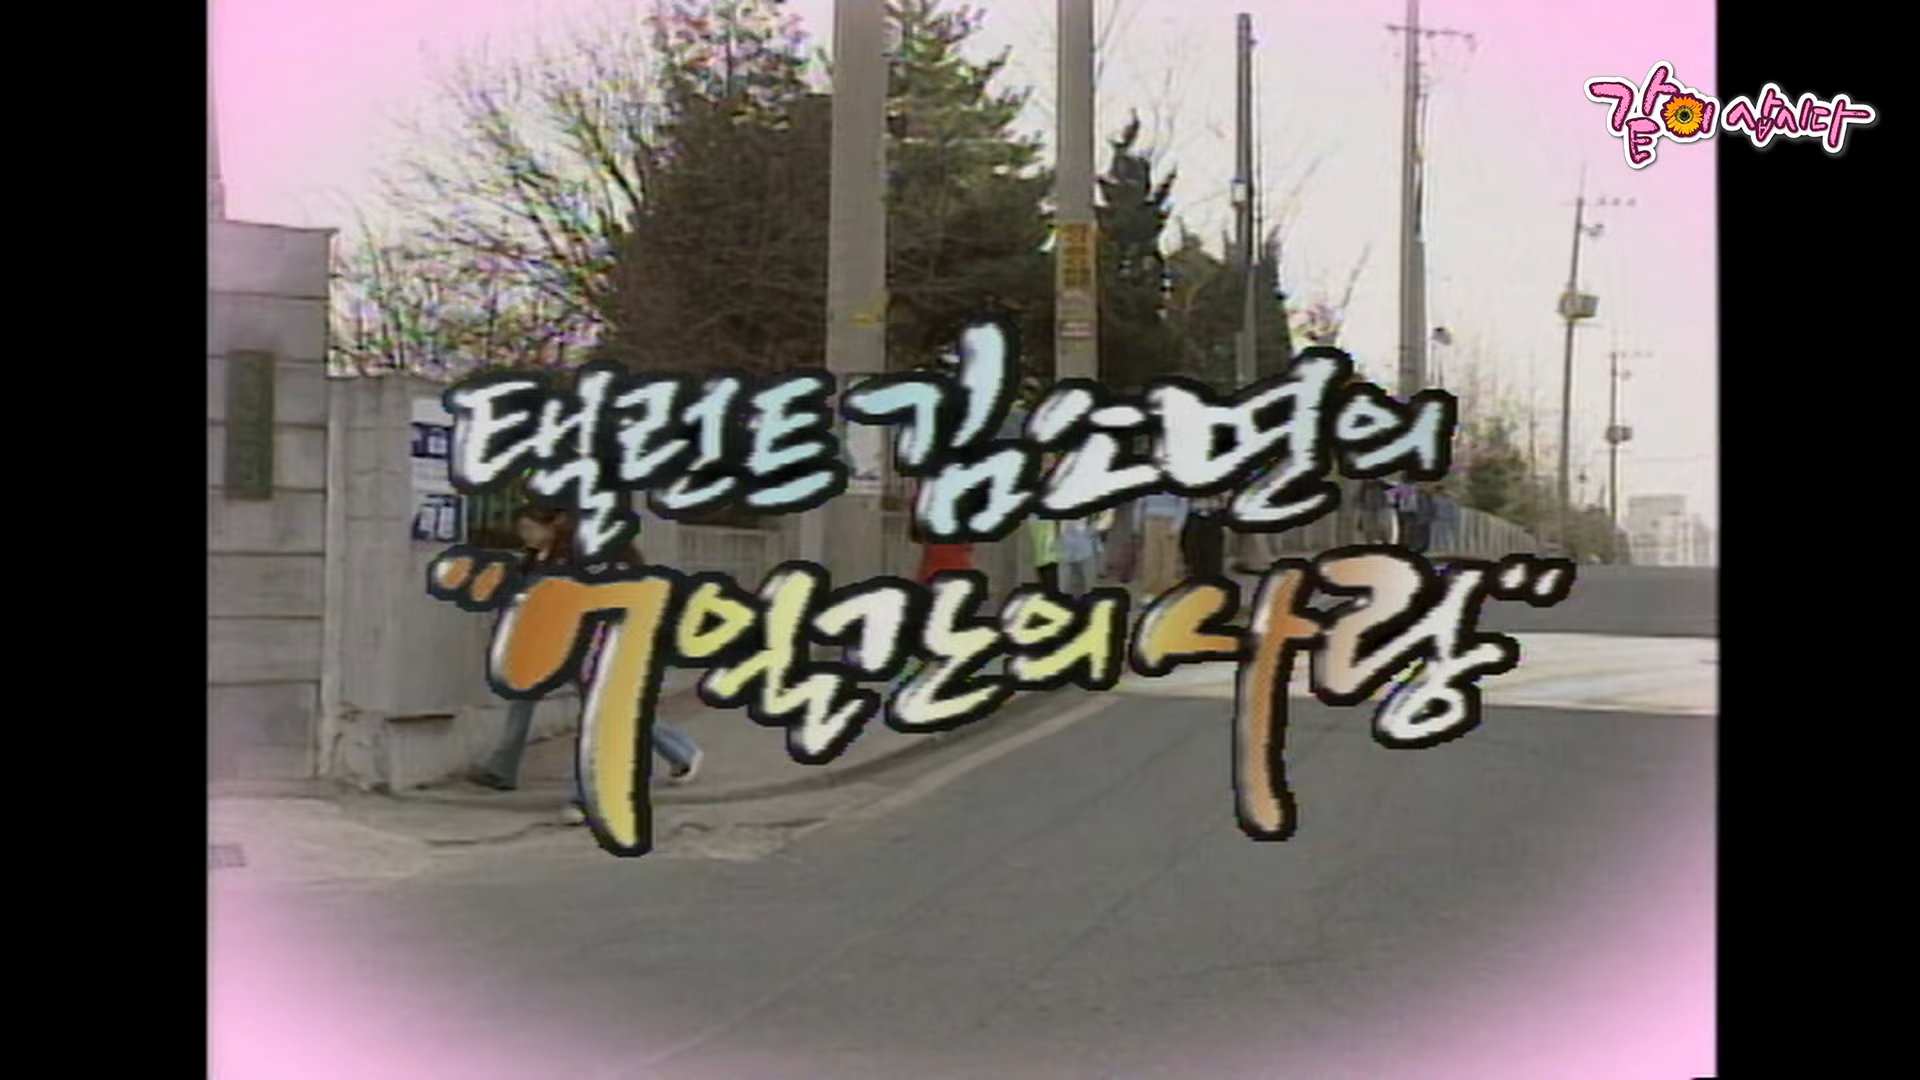 같이 삽시다
탤런트 김소연의
"7일간의 사랑"